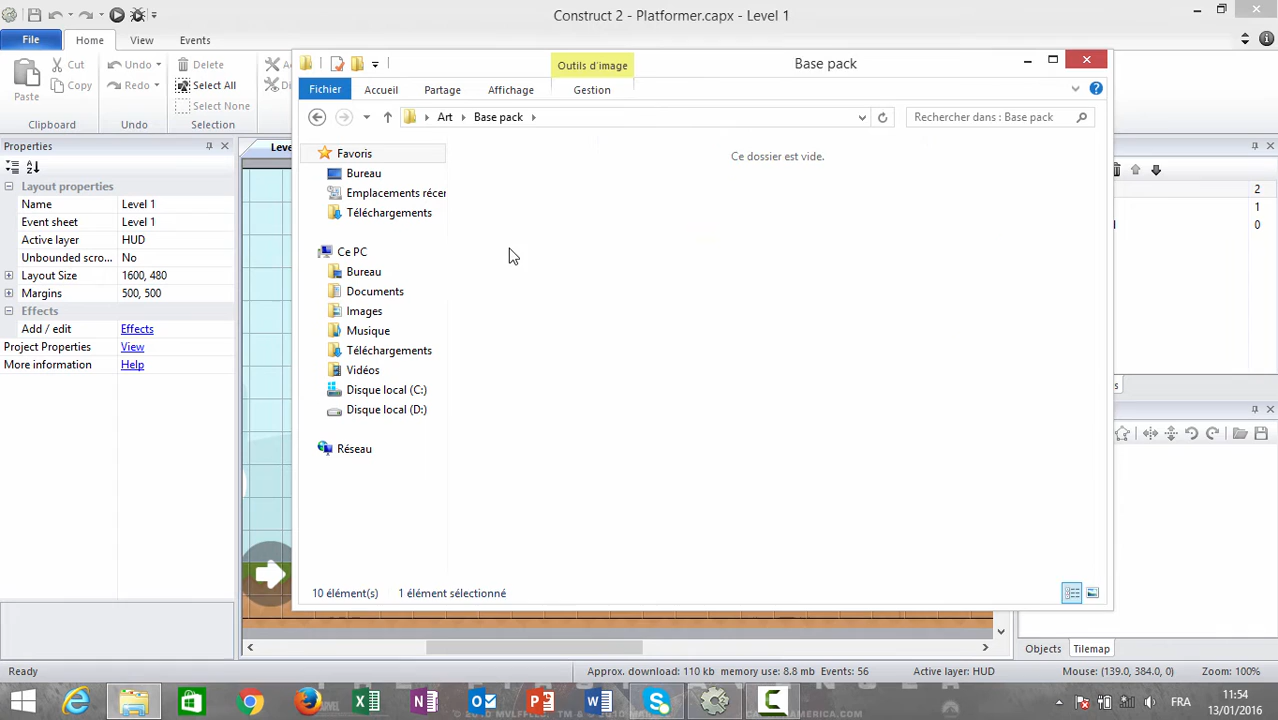 Construct 2 - Platformer.capx - Level 1
File Home View Events
Paste Cut Copy Undo Redo Delete Select All Select None
Clipboard Undo Selection
Properties
Layout properties
Name Level 1
Event sheet Level 1
Active layer HUD
Unbounded scro... No
Layout Size 1600, 480
Margins 500, 500
Effects
Add / edit Effects
Project Properties View
More information Help
Outils d'image
Base pack
Fichier Accueil Partage Affichage Gestion
Art Base pack
Rechercher dans : Base pack
Favoris
Bureau
Emplacements récer
Téléchargements
Ce PC
Bureau
Documents
Images
Musique
Téléchargements
Vidéos
Disque local (C:)
Disque local (D:)
Réseau
Ce dossier est vide.
10 élément(s) 1 élément sélectionné
2
1
0
Objects Tilemap
Ready
Approx. download: 110 kb memory use: 8.8 mb Events: 56
Active layer: HUD
Mouse: (139.0, 384.0, 0)
Zoom: 100%
FRA
11:54
13/01/2016